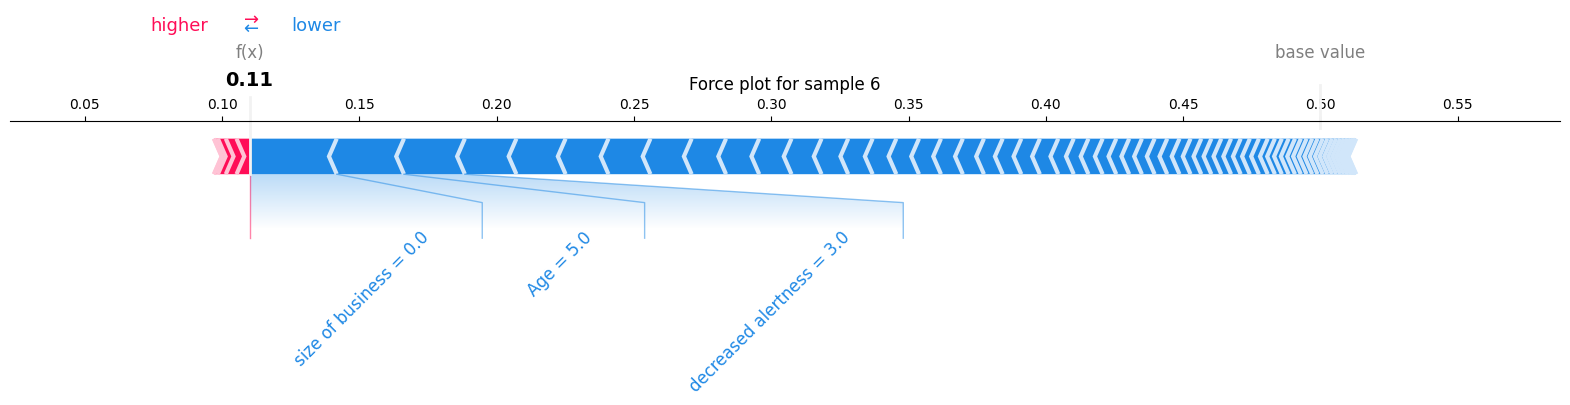 higher ⇄ lower
f(x)
base value
0.11
Force plot for sample 6
0.05 0.10 0.15 0.20 0.25 0.30 0.35 0.40 0.45 0.50 0.55
size of business = 0.0
Age = 5.0
decreased alertness = 3.0